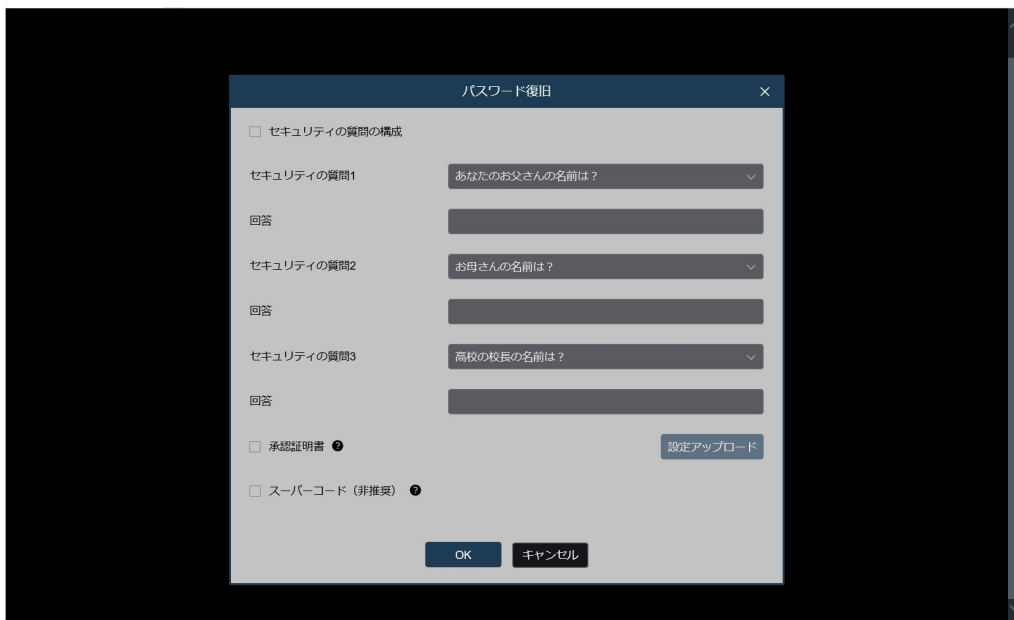 パスワード復旧
セキュリティの質問の構成
セキュリティの質問1
あなたのお父さんの名前は？
回答
セキュリティの質問2
お母さんの名前は？
回答
セキュリティの質問3
高校の校長の名前は？
回答
承認証明書
設定アップロード
スーパーコード（非推奨）
OK キャンセル